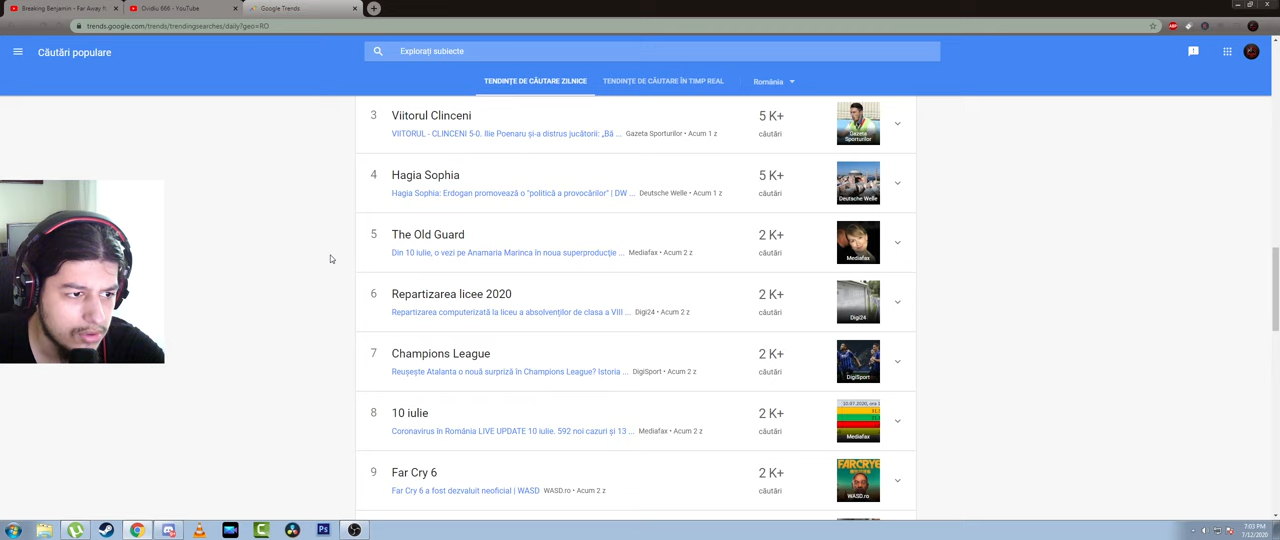 Breaking Benjamin - Far Away
Ovidiu 666 - YouTube
Google Trends
trends.google.com/trends/trendingsearches/daily?geo=RO
ABP
Căutări populare
Explorați subiecte
TENDINȚE DE CĂUTARE ZILNICE
TENDINȚE DE CĂUTARE ÎN TIMP REAL
România
3
Viitorul Clinceni
5 K+
VIITORUL - CLINCENI 5-0. Ilie Poenaru și-a distrus jucătorii: „Bă ...
Gazeta Sporturilor • Acum 1 z
căutări
Gazeta Sporturilor
4
Hagia Sophia
5 K+
Hagia Sophia: Erdogan promovează o "politică a provocărilor" | DW ...
Deutsche Welle • Acum 1 z
căutări
Deutsche Welle
5
The Old Guard
2 K+
Din 10 iulie, o vezi pe Anamaria Marinca în noua superproducție ...
Mediafax • Acum 2 z
căutări
Mediafax
6
Repartizarea licee 2020
2 K+
Repartizarea computerizată la liceu a absolvenților de clasa a VIII ...
Digi24 • Acum 2 z
căutări
Digi24
7
Champions League
2 K+
Reușește Atalanta o nouă surpriză în Champions League? Istoria ...
DigiSport • Acum 2 z
căutări
DigiSport
8
10 iulie
2 K+
Coronavirus în România LIVE UPDATE 10 iulie. 592 noi cazuri și 13 ...
Mediafax • Acum 2 z
căutări
Mediafax
9
Far Cry 6
2 K+
Far Cry 6 a fost dezvaluit neoficial | WASD
WASD.ro • Acum 2 z
căutări
FARCRY6
WASD.ro
Ps
7:03 PM
7/12/2020